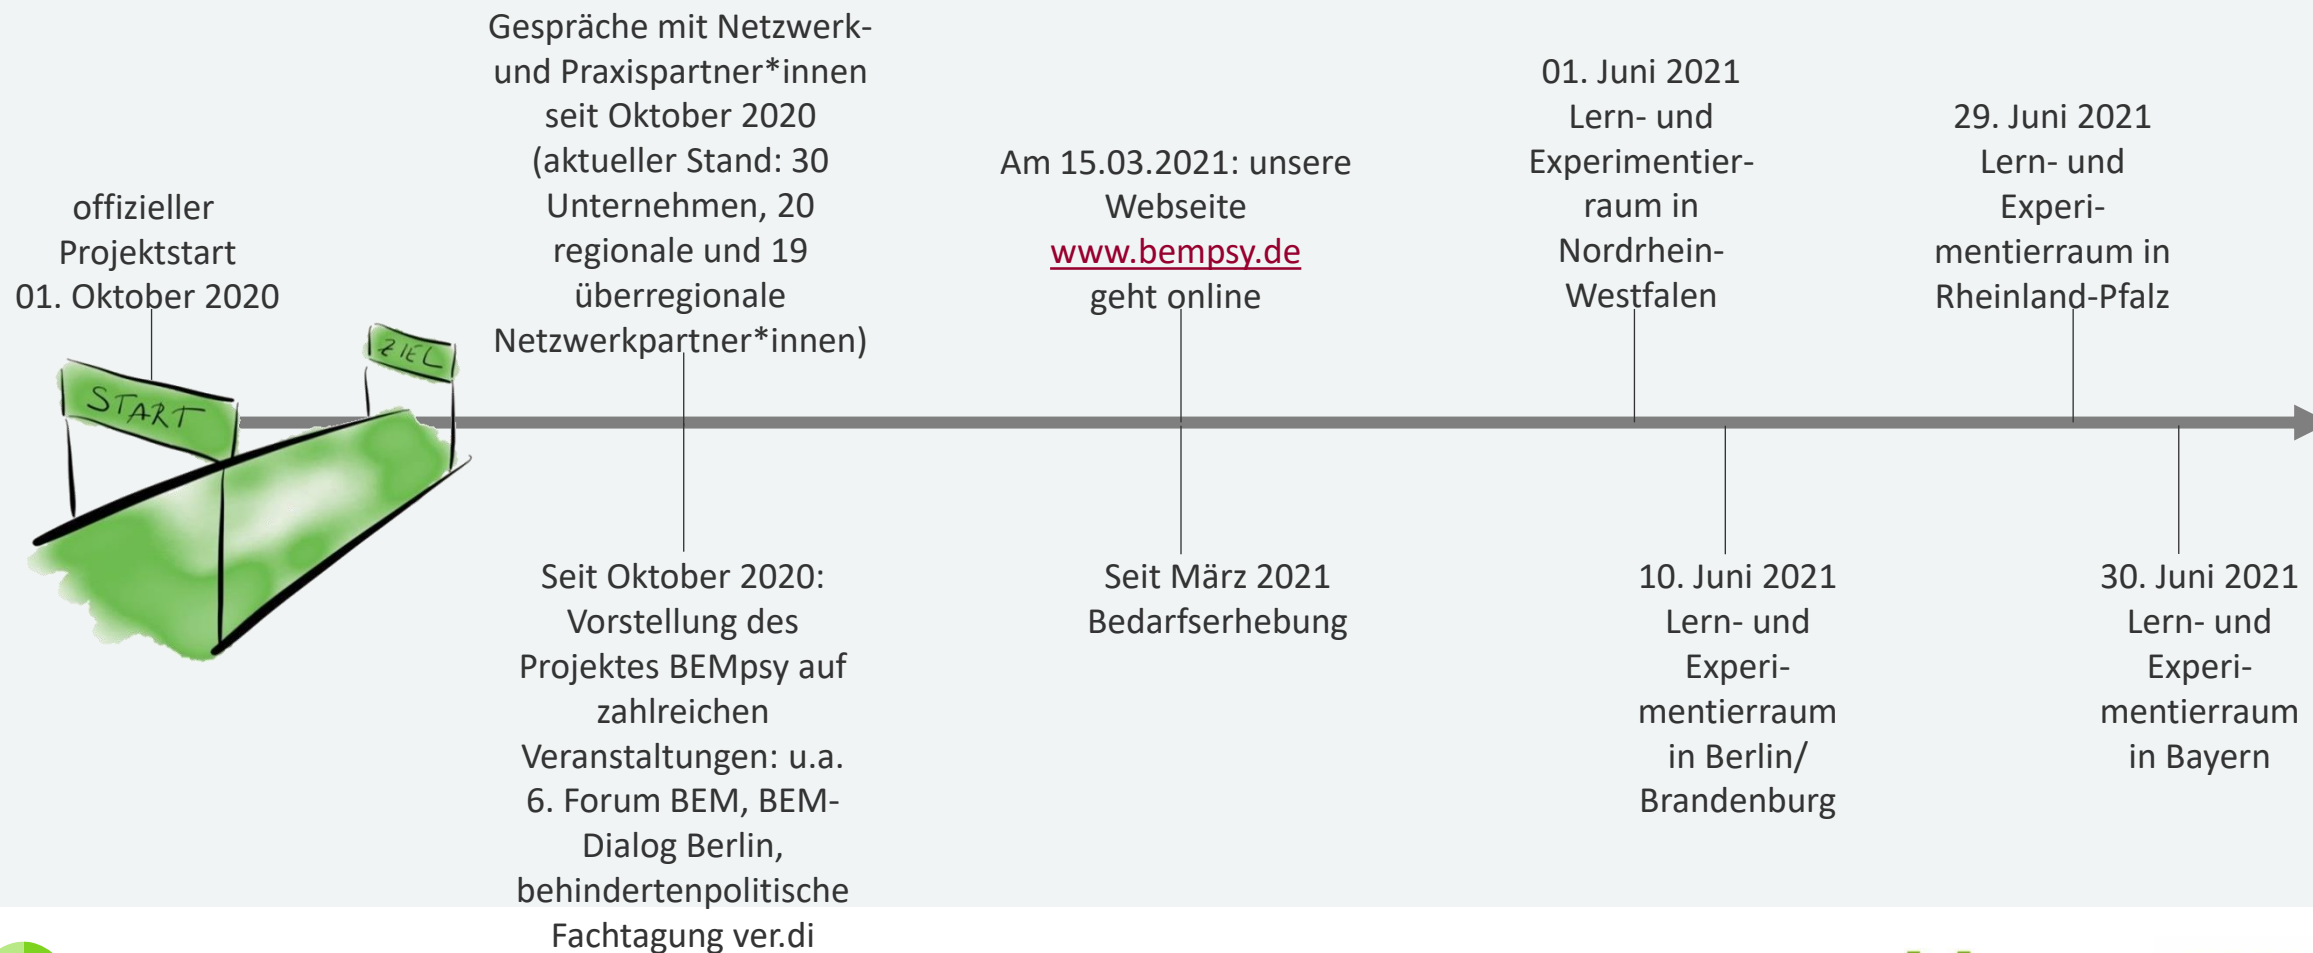 offizieller
Projektstart
01. Oktober 2020
START
ZIEL
Gespräche mit Netzwerk-
und Praxispartner*innen
seit Oktober 2020
(aktueller Stand: 30
Unternehmen, 20
regionale und 19
überregionale
Netzwerkpartner*innen)
Seit Oktober 2020:
Vorstellung des
Projektes BEMpsy auf
zahlreichen
Veranstaltungen: u.a.
6. Forum BEM, BEM-
Dialog Berlin,
behindertenpolitische
Fachtagung ver.di
Am 15.03.2021: unsere
Webseite
www.bempsy.de
geht online
Seit März 2021
Bedarfserhebung
01. Juni 2021
Lern- und
Experimentier-
raum in
Nordrhein-
Westfalen
10. Juni 2021
Lern- und
Experi-
mentierraum
in Berlin/
Brandenburg
29. Juni 2021
Lern- und
Experi-
mentierraum in
Rheinland-Pfalz
30. Juni 2021
Lern- und
Experi-
mentierraum
in Bayern